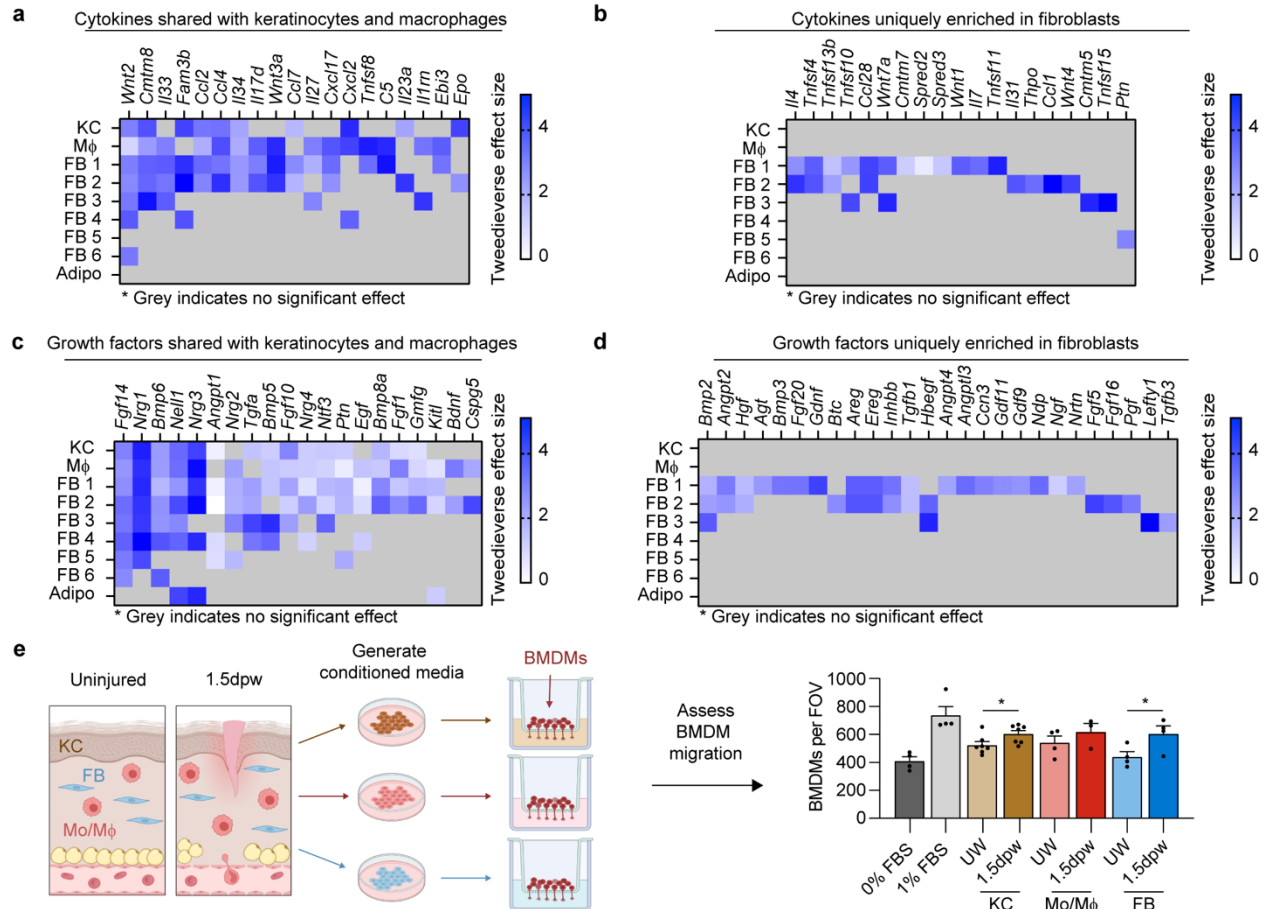 a
Cytokines shared with keratinocytes and macrophages
Wnt2
Cmtm8
Il33
Fam3b
Ccl2
Ccl4
Il34
Il17d
Wnt3a
Ccl7
Il27
Cxcl17
Cxcl2
Tnfsf8
C5
Il23a
Il1rn
Ebi3
Epo
KC
Mϕ
FB 1
FB 2
FB 3
FB 4
FB 5
FB 6
Adipo
* Grey indicates no significant effect
4
2
0
Tweedieverse effect size
b
Cytokines uniquely enriched in fibroblasts
Il4
Tnfsf4
Tnfsf13b
Tnfsf10
Ccl28
Wnt7a
Cmtm7
Spred2
Spred3
Wnt1
Il7
Tnfsf11
Il31
Thpo
Ccl1
Wnt4
Cmtm5
Tnfsf15
Ptn
KC
Mϕ
FB 1
FB 2
FB 3
FB 4
FB 5
FB 6
Adipo
* Grey indicates no significant effect
4
2
0
Tweedieverse effect size
c
Growth factors shared with keratinocytes and macrophages
Fgf14
Nrg1
Bmp6
Nell1
Nrg3
Angpt1
Nrg2
Tgfa
Bmp5
Fgf10
Nrg4
Ntf3
Ptn
Egf
Bmp8a
Fgf1
Gmfg
Kitl
Bdnf
Cspg5
KC
Mϕ
FB 1
FB 2
FB 3
FB 4
FB 5
FB 6
Adipo
* Grey indicates no significant effect
4
2
0
Tweedieverse effect size
d
Growth factors uniquely enriched in fibroblasts
Bmp2
Angpt2
Hgf
Agt
Bmp3
Fgf20
Gdnf
Btc
Areg
Ereg
Inhbb
Tgfb1
Hbegf
Angpt4
Angptl3
Ccn3
Gdf11
Gdf9
Ndp
Ngf
Nrtn
Fgf5
Fgf16
Pgf
Lefty1
Tgfb3
KC
Mϕ
FB 1
FB 2
FB 3
FB 4
FB 5
FB 6
Adipo
* Grey indicates no significant effect
4
2
0
Tweedieverse effect size
e
Uninjured
1.5dpw
KC
FB
Mo/Mϕ
Generate
conditioned media
BMDMs
Assess
BMDM
migration
BMDMs per FOV
1000
800
600
400
200
0
*
*
0% FBS
1% FBS
UW
1.5dpw
UW
1.5dpw
UW
1.5dpw
KC
Mo/Mϕ
FB